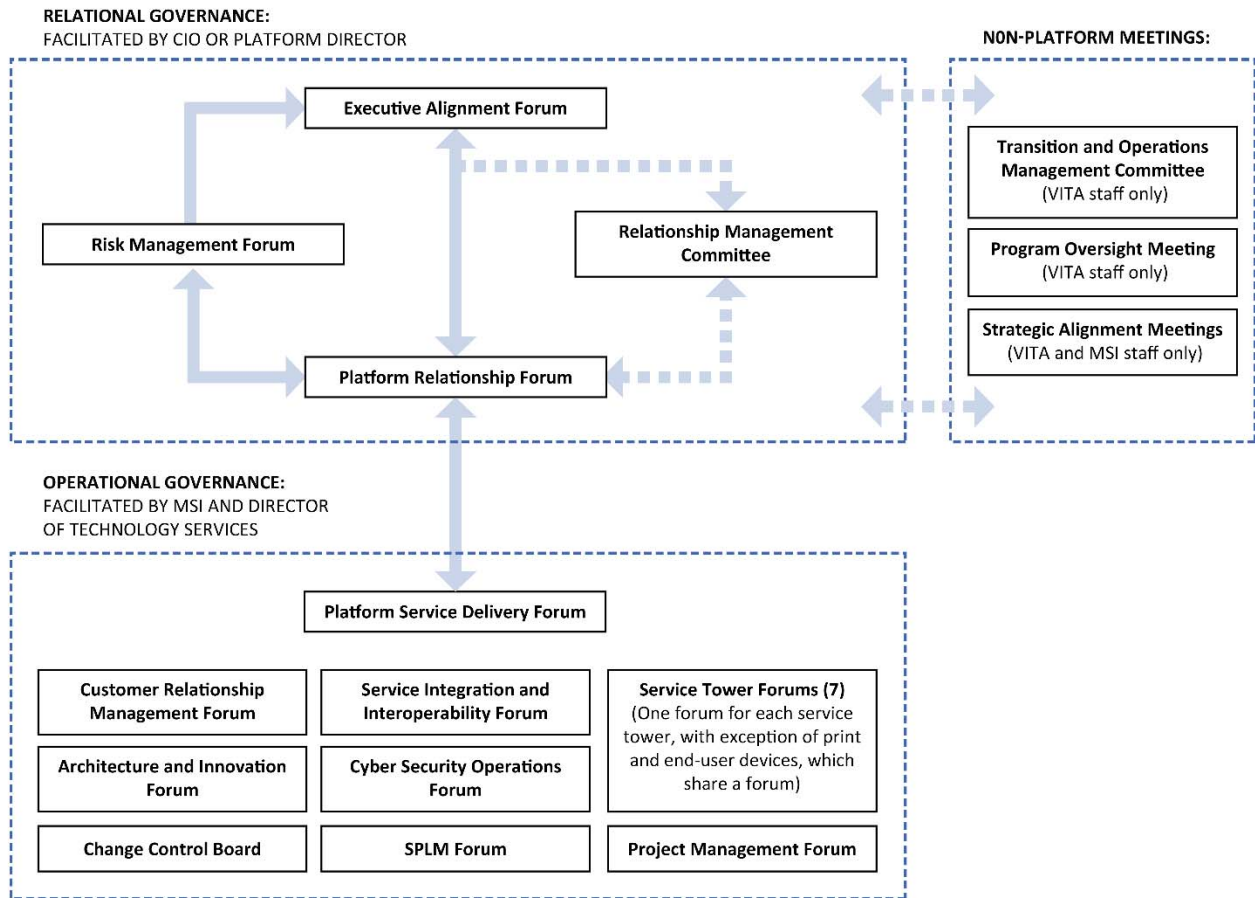 RELATIONAL GOVERNANCE:
FACILITATED BY CIO OR PLATFORM DIRECTOR
N0N-PLATFORM MEETINGS:
Executive Alignment Forum
Risk Management Forum
Relationship Management
Committee
Platform Relationship Forum
Transition and Operations
Management Committee
(VITA staff only)
Program Oversight Meeting
(VITA staff only)
Strategic Alignment Meetings
(VITA and MSI staff only)
OPERATIONAL GOVERNANCE:
FACILITATED BY MSI AND DIRECTOR
OF TECHNOLOGY SERVICES
Platform Service Delivery Forum
Customer Relationship
Management Forum
Service Integration and
Interoperability Forum
Service Tower Forums (7)
(One forum for each service
tower, with exception of print
and end-user devices, which
share a forum)
Architecture and Innovation
Forum
Cyber Security Operations
Forum
Change Control Board
SPLM Forum
Project Management Forum